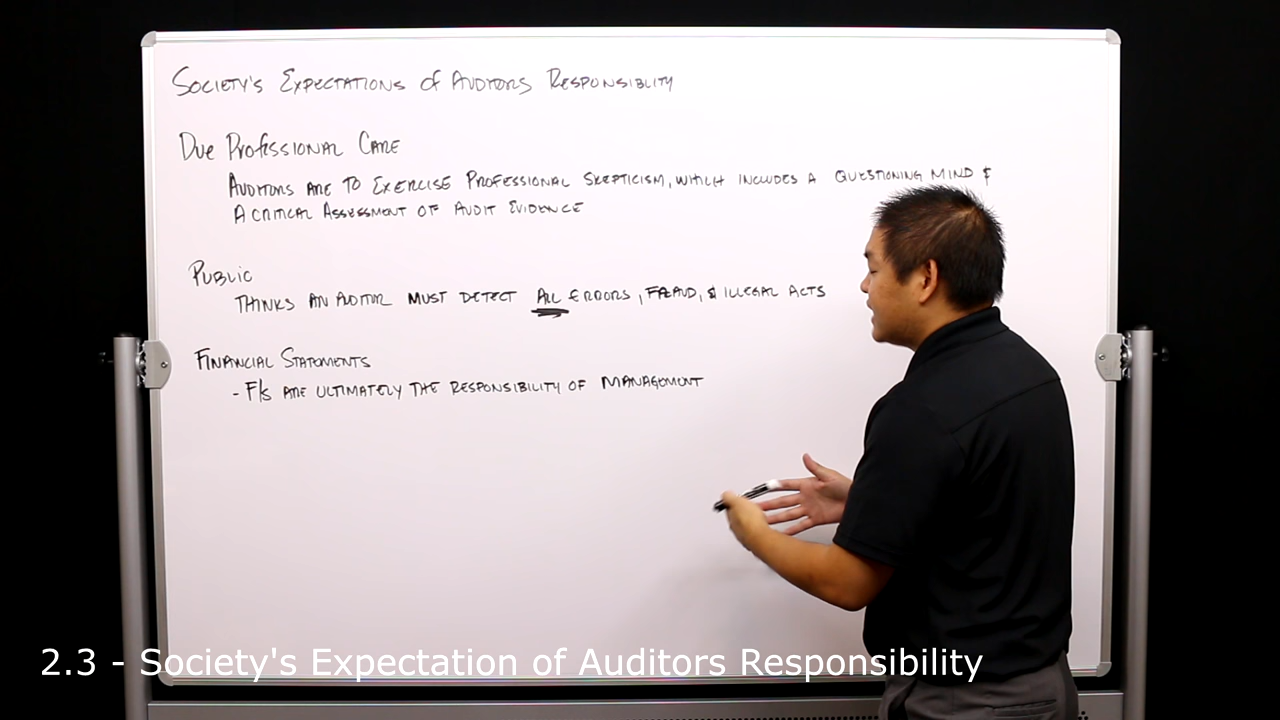 SOCIETY'S EXPECTATIONS OF AUDITORS RESPONSIBLITY
DUE PROFESSIONAL CARE
AUDITORS ARE TO EXERCISE PROFESSIONAL SKEPTICISM, WHICH INCLUDES A QUESTIONING MIND &
A CRITICAL ASSESSMENT OF AUDIT EVIDENCE
PUBLIC
THINKS AN AUDITOR MUST DETECT ALL ERRORS, FRAUD, & ILLEGAL ACTS
FINANCIAL STATEMENTS
- F/S ARE ULTIMATELY THE RESPONSIBILITY OF MANAGEMENT
2.3 - Society's Expectation of Auditors Responsibility